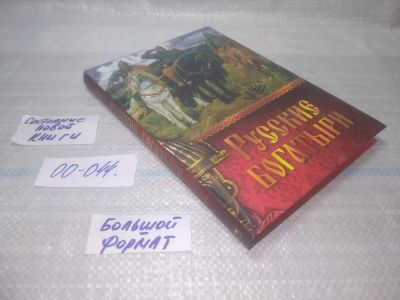 Состояние
новой
книги
00-044.
Большой
формат
Русские
богатыри